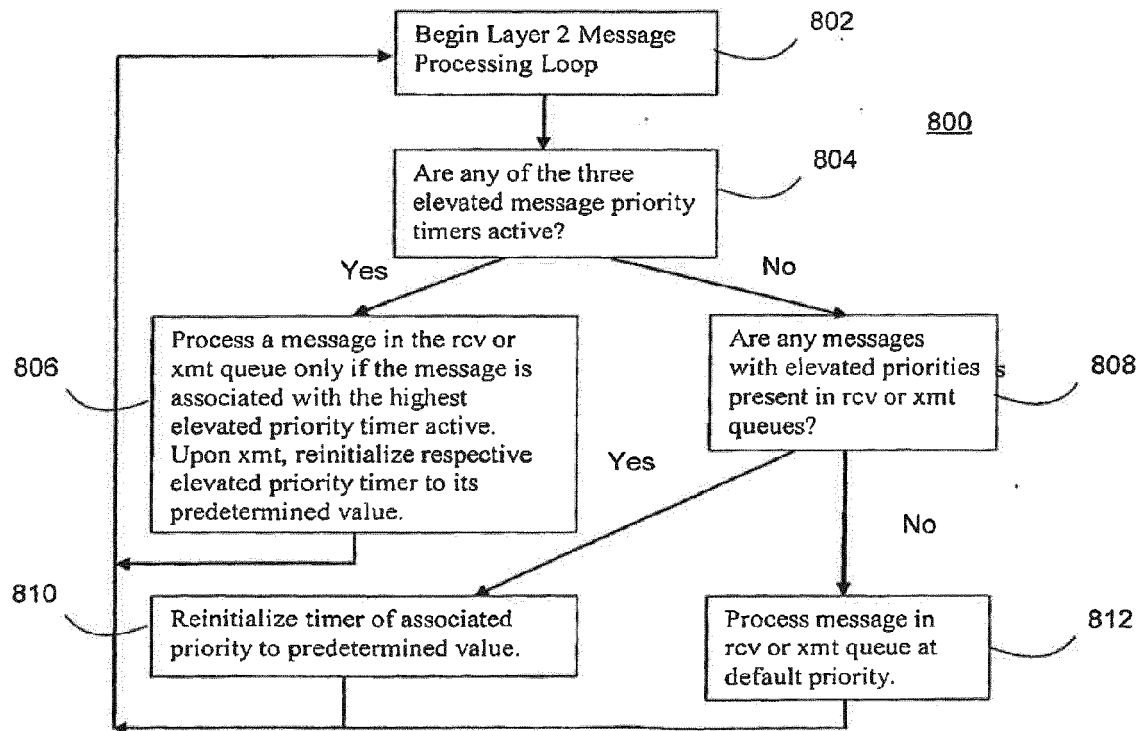 Begin Layer 2 Message
Processing Loop
802
800
Are any of the three
elevated message priority
timers active?
804
Yes
No
Process a message in the rcv or
xmt queue only if the message is
associated with the highest
elevated priority timer active.
Upon xmt, reinitialize respective
elevated priority timer to its
predetermined value.
806
Are any messages
with elevated priorities
present in rcv or xmt
queues?
s
808
Yes
No
810
Reinitialize timer of associated
priority to predetermined value.
Process message in
rcv or xmt queue at
default priority.
812